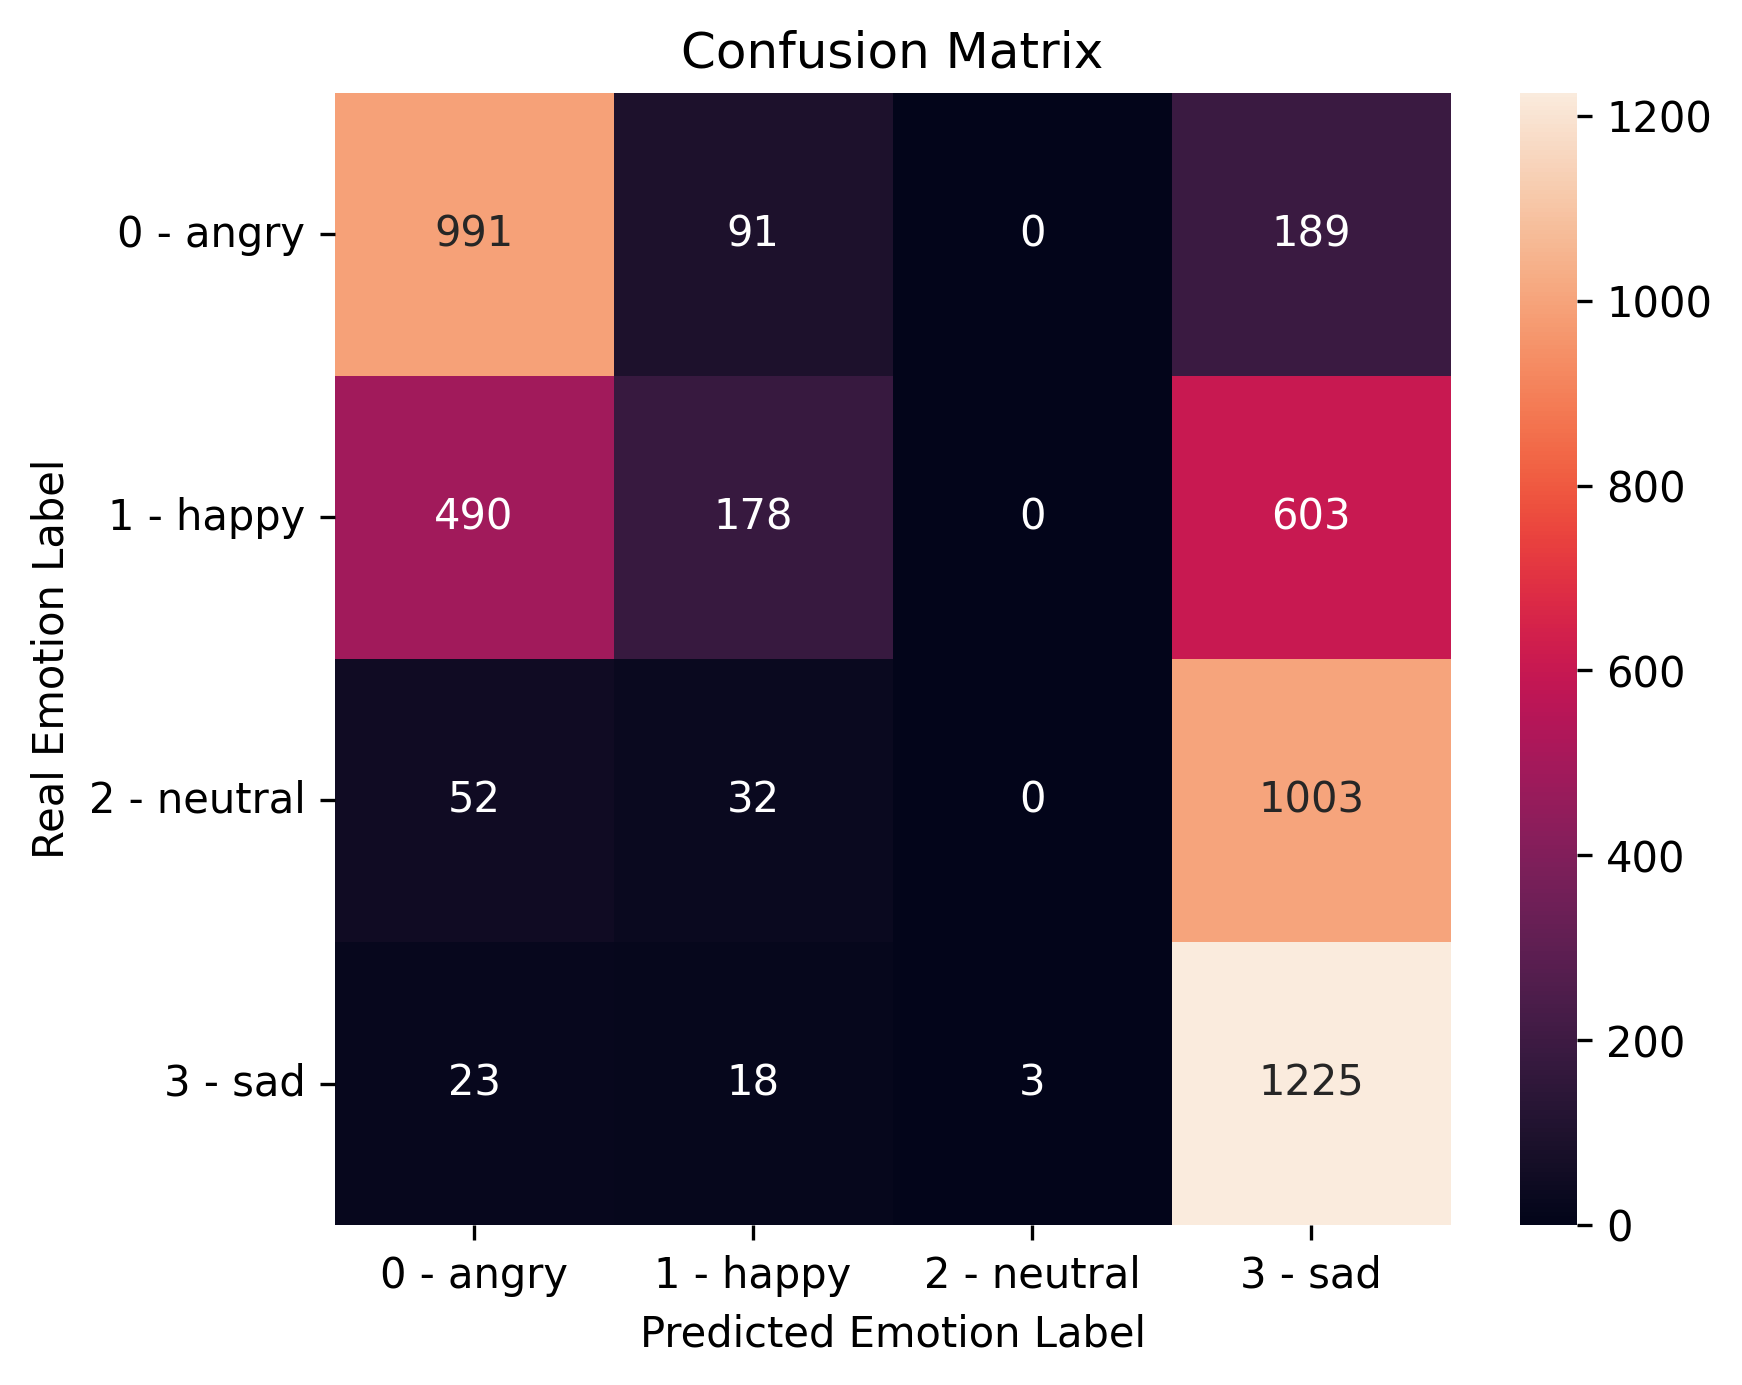 Confusion Matrix
0 - angry 991 91 0 189
1 - happy 490 178 0 603
2 - neutral 52 32 0 1003
3 - sad 23 18 3 1225
0 - angry 1 - happy 2 - neutral 3 - sad
Predicted Emotion Label
Real Emotion Label
1200
1000
800
600
400
200
0